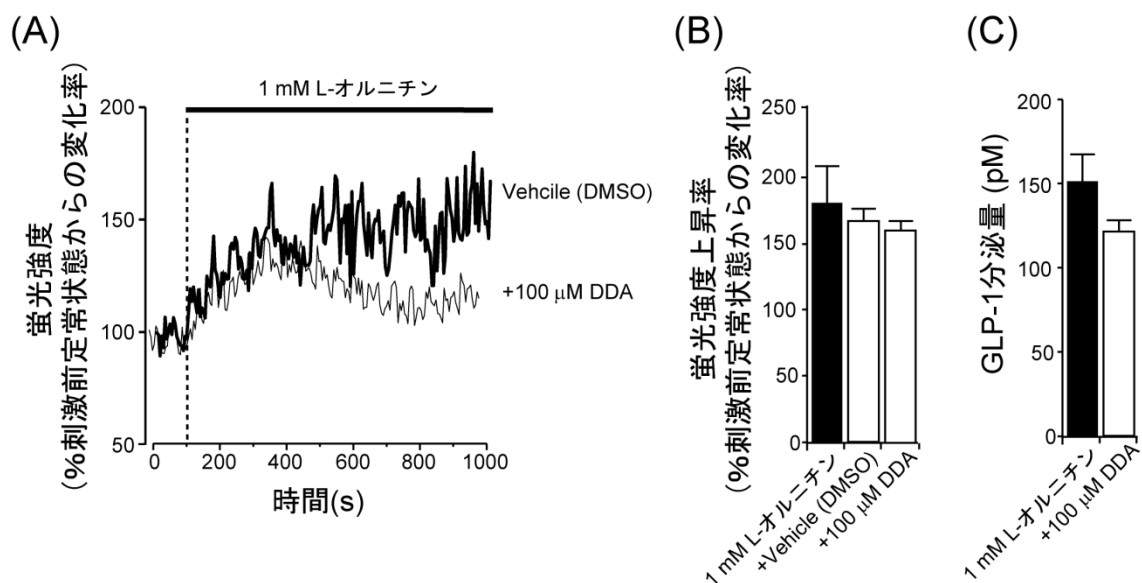 (A)
1 mM L-オルニチン
蛍光強度
(%刺激前定常状態からの変化率)
200
150
100
50
Vehcile (DMSO)
+100 μM DDA
0
200
400
600
800
1000
時間(s)
(B)
蛍光強度上昇率
(%刺激前定常状態からの変化率)
250
200
150
100
50
0
1 mM L-オルニチン
+Vehicle (DMSO)
+100 μM DDA
(C)
GLP-1分泌量 (pM)
200
150
100
50
0
1 mM L-オルニチン
+100 μM DDA